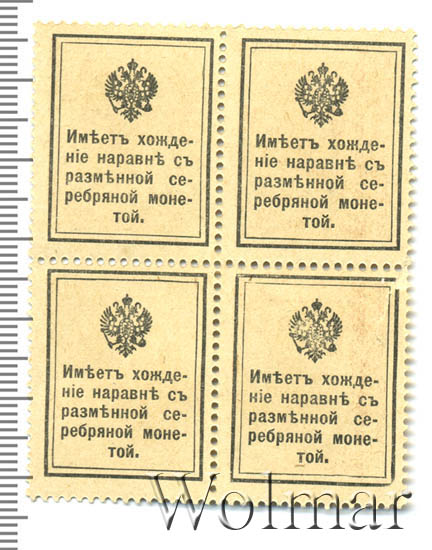 Имѣетъ хожде-
ніе наравнѣ съ
размѣнной се-
ребряной моне-
той.
Имѣетъ хожде-
ніе наравнѣ съ
размѣнной се-
ребряной моне-
той.
Имѣетъ хожде-
ніе наравнѣ съ
размѣнной се-
ребряной моне-
той.
Имѣетъ хожде-
ніе наравнѣ съ
размѣнной се-
ребряной моне-
той.
Wolmar